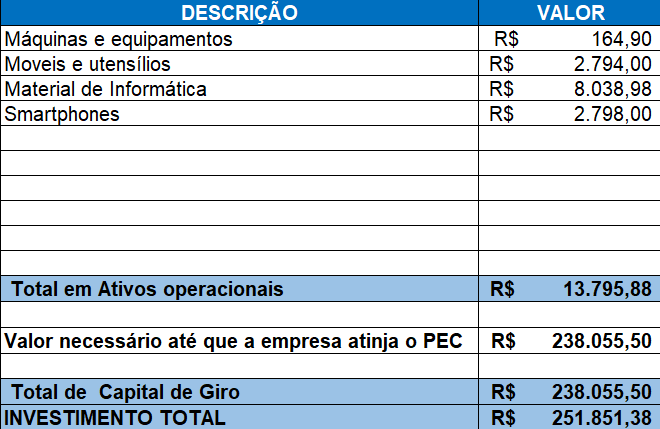 DESCRIÇÃO VALOR
Máquinas e equipamentos R$ 164,90
Moveis e utensílios R$ 2.794,00
Material de Informática R$ 8.038,98
Smartphones R$ 2.798,00
Total em Ativos operacionais R$ 13.795,88
Valor necessário até que a empresa atinja o PEC R$ 238.055,50
Total de Capital de Giro R$ 238.055,50
INVESTIMENTO TOTAL R$ 251.851,38